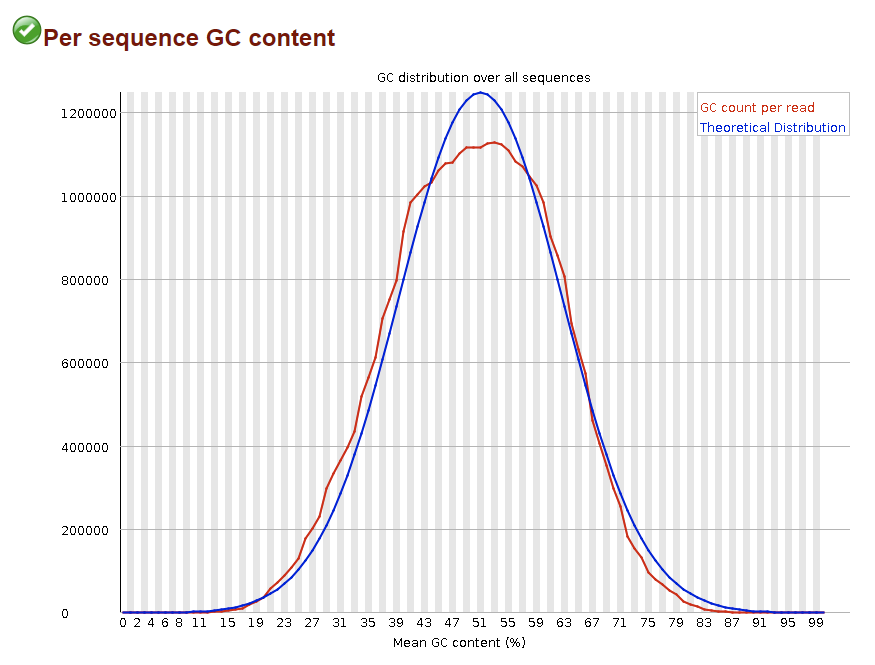 Per sequence GC content
GC distribution over all sequences
GC count per read
Theoretical Distribution
1200000
1000000
800000
600000
400000
200000
0
0 2 4 6 8 11 15 19 23 27 31 35 39 43 47 51 55 59 63 67 71 75 79 83 87 91 95 99
Mean GC content (%)